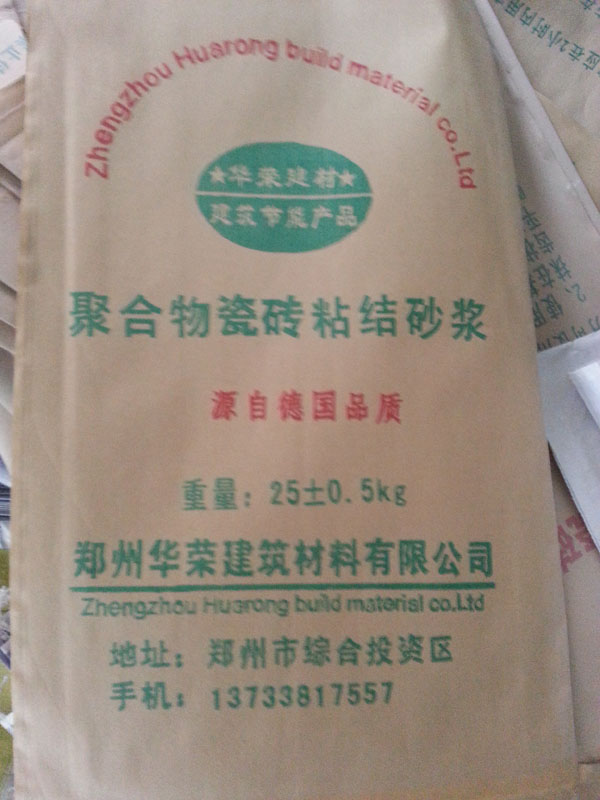 Zhengzhou Huarong build material co.Ltd
★华荣建材★
建筑节能产品
聚合物瓷砖粘结砂浆
源自德国品质
重量：25±0.5kg
郑州华荣建筑材料有限公司
Zhengzhou Huarong build material co.Ltd
地址：郑州市综合投资区
手机：13733817557